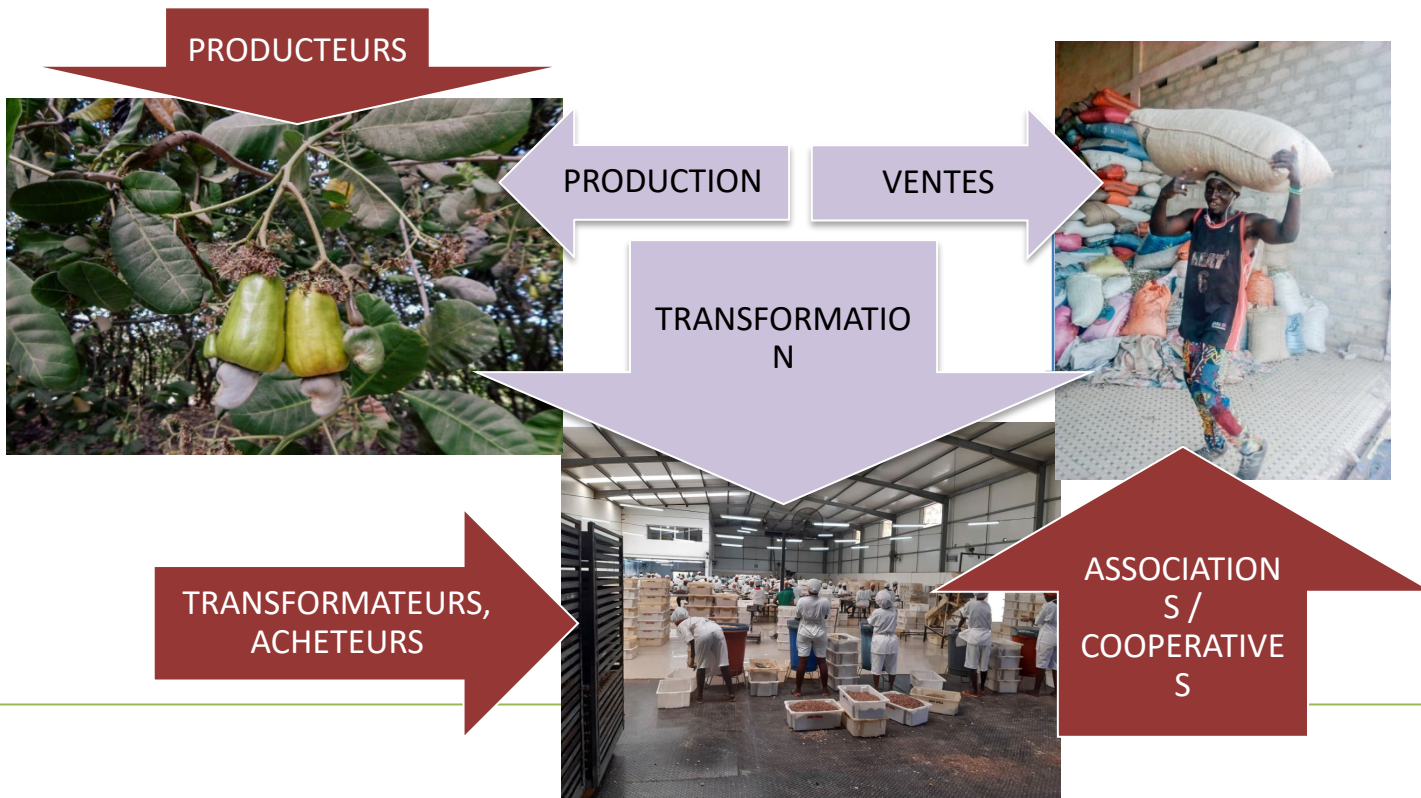 PRODUCTEURS
PRODUCTION
VENTES
TRANSFORMATIO
N
TRANSFORMATEURS,
ACHETEURS
ASSOCIATION
S /
COOPERATIVE
S